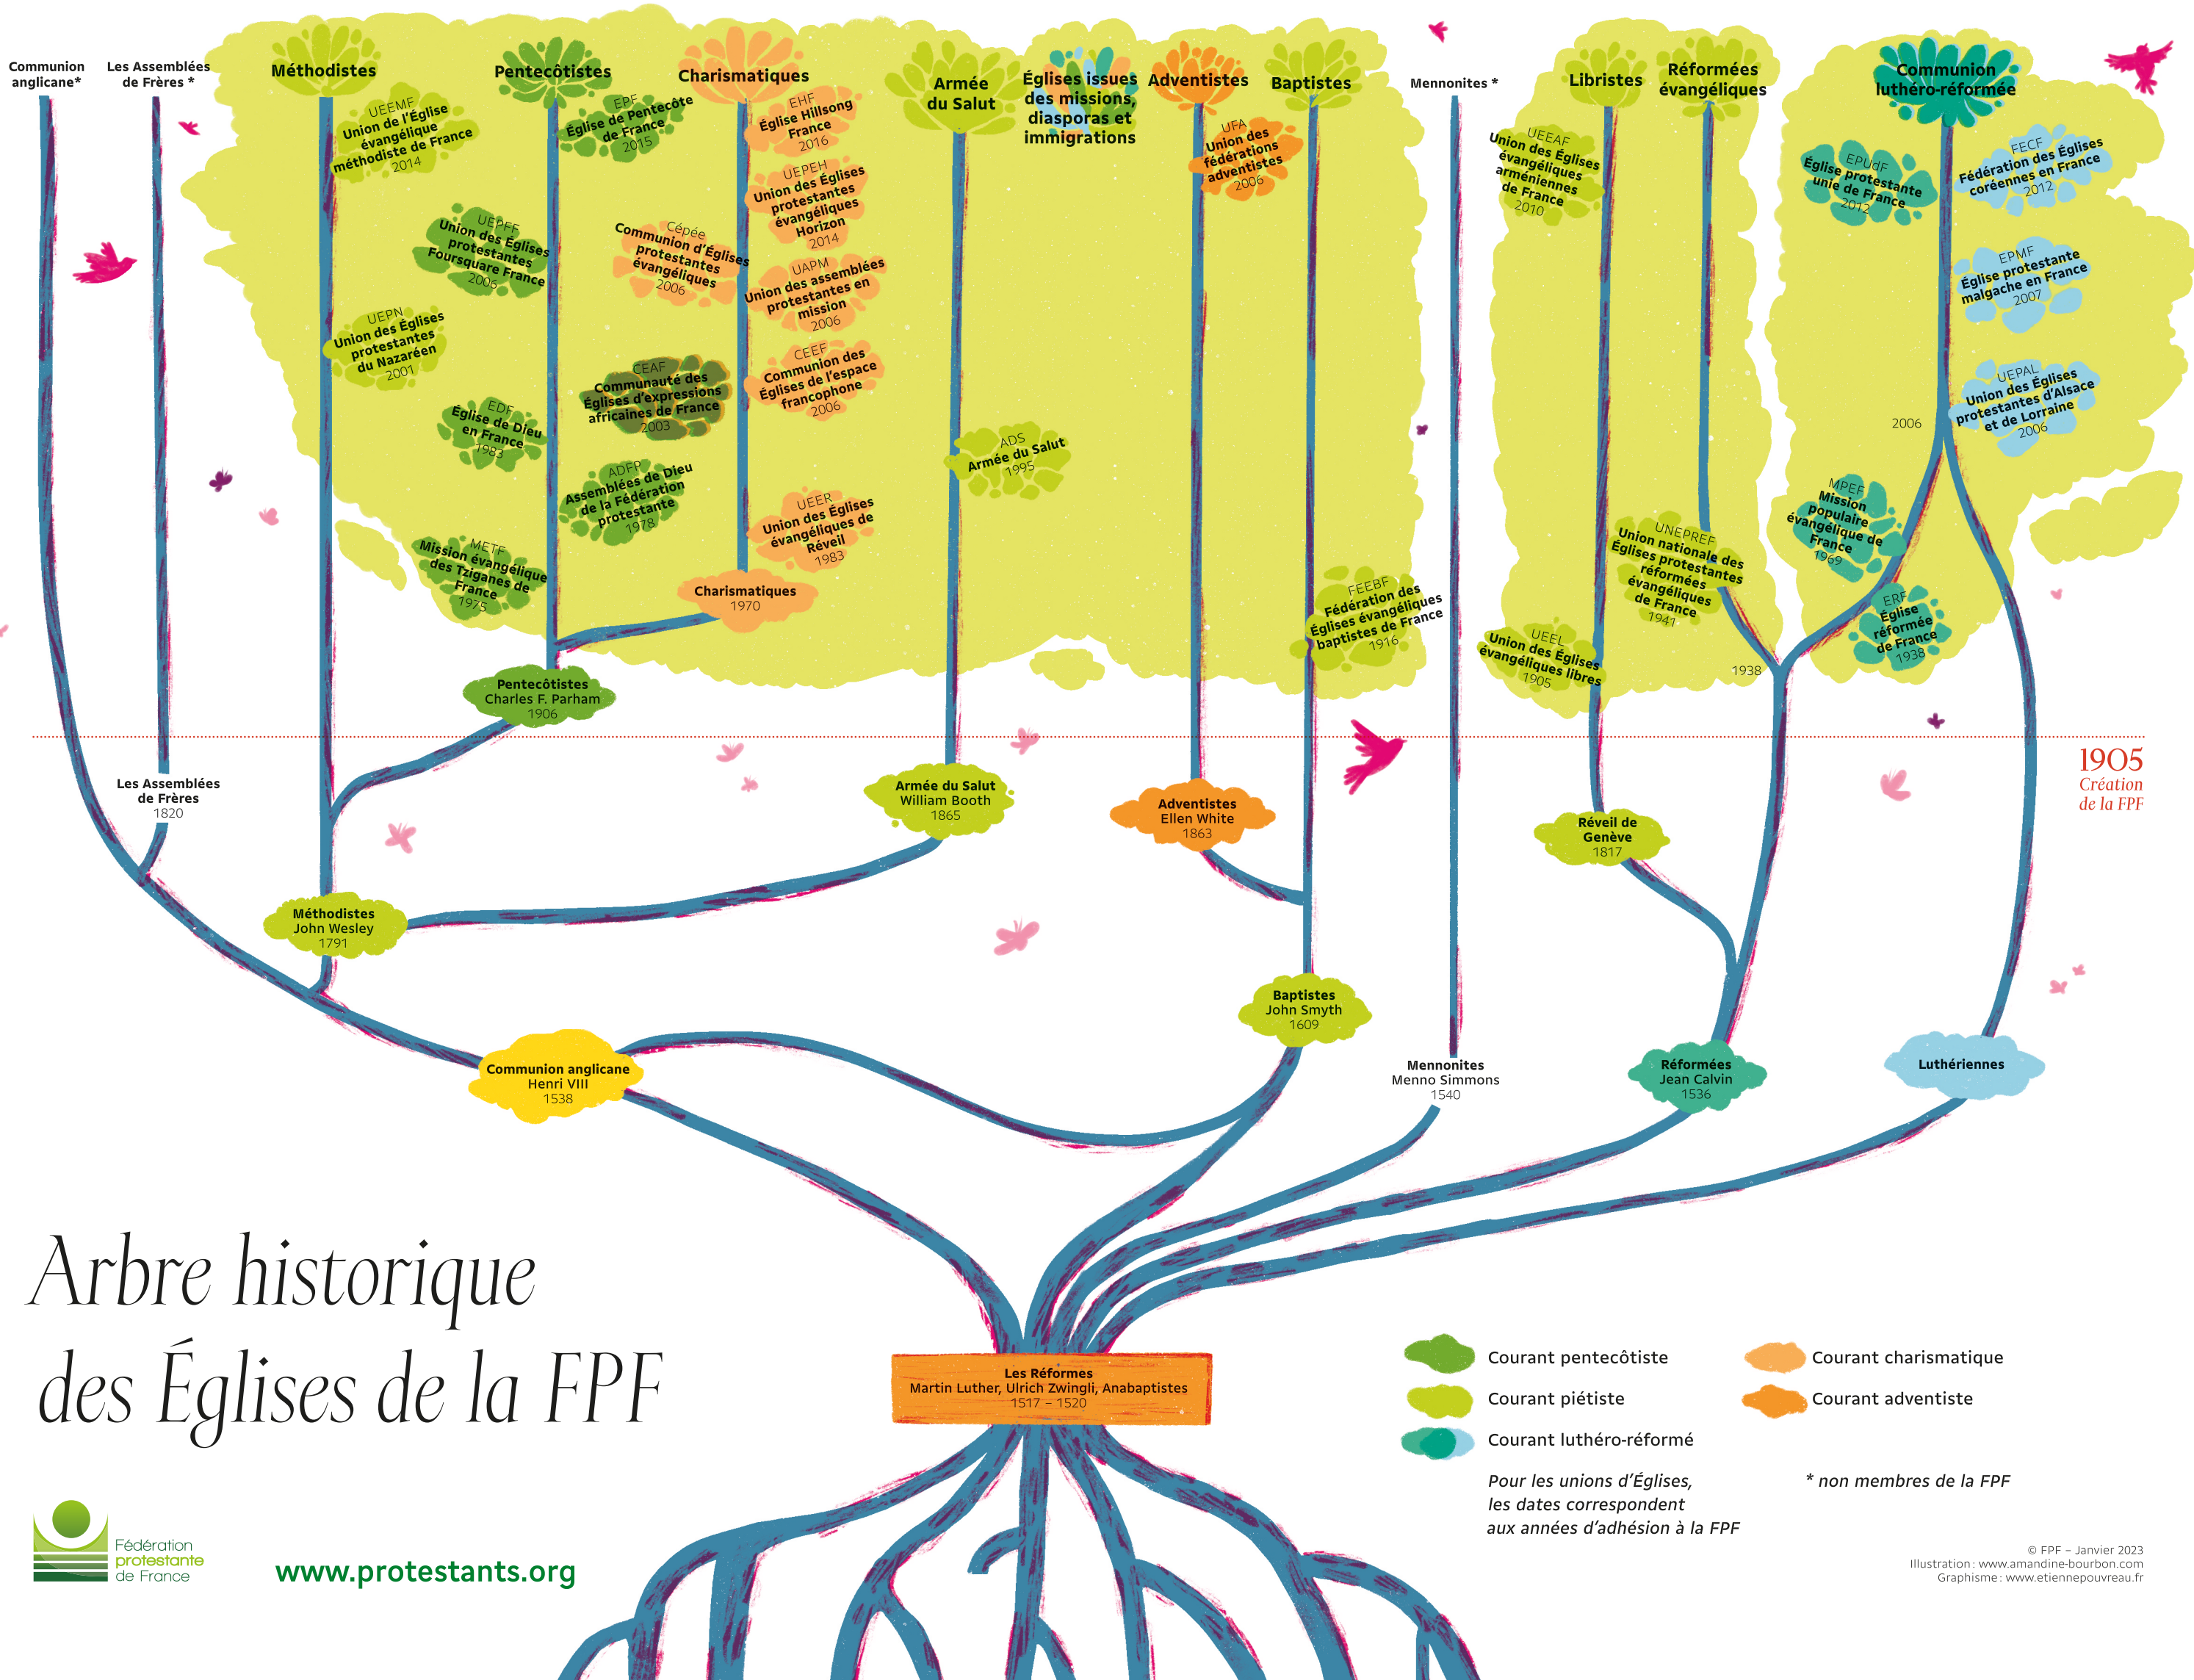 Communion
anglicane*
Les Assemblées
de Frères *
Méthodistes
Pentecôtistes
Charismatiques
Armée
du Salut
Églises issues
des missions,
diasporas et
immigrations
Adventistes
Baptistes
Mennonites *
Libristes
Réformées
évangéliques
Communion
luthéro-réformée
UEEMF
Union de l'Église
évangélique
méthodiste de France
2014
UEPN
Union des Églises
protestantes
du Nazaréen
2001
EPF
Église de Pentecôte
de France
2015
UEPFF
Union des Églises
protestantes
Foursquare France
2006
EDF
Église de Dieu
en France
1983
ADFP
Assemblées de Dieu
de la Fédération
protestante
1978
METF
Mission évangélique
des Tziganes de
France
1975
CEAF
Communauté des
Églises d'expressions
africaines de France
2003
EHF
Église Hillsong
France
2016
UEPEH
Union des Églises
protestantes
évangéliques
Horizon
2014
Cépée
Communion d'Églises
protestantes
évangéliques
2006
UAPM
Union des assemblées
protestantes en
mission
2006
CEEF
Communion des
Églises de l'espace
francophone
2006
UEER
Union des Églises
évangéliques de
Réveil
1983
Charismatiques
1970
ADS
Armée du Salut
1995
UFA
Union des
fédérations
adventistes
2006
FEEBF
Fédération des
Églises évangéliques
baptistes de France
1916
UEEAF
Union des Églises
évangéliques
arméniennes
de France
2010
UNEPREF
Union nationale des
Églises protestantes
réformées
évangéliques
de France
1941
UEEL
Union des Églises
évangéliques libres
1905
1938
EPUdF
Église protestante
unie de France
2012
FECF
Fédération des Églises
coréennes en France
2012
EPMF
Église protestante
malgache en France
2007
UEPAL
Union des Églises
protestantes d'Alsace
et de Lorraine
2006
2006
MPEF
Mission
populaire
évangélique de
France
1969
ERF
Église
réformée
de France
1938
Pentecôtistes
Charles F. Parham
1906
1905
Création
de la FPF
Les Assemblées
de Frères
1820
Armée du Salut
William Booth
1865
Adventistes
Ellen White
1863
Réveil de
Genève
1817
Méthodistes
John Wesley
1791
Baptistes
John Smyth
1609
Communion anglicane
Henri VIII
1538
Mennonites
Menno Simmons
1540
Réformées
Jean Calvin
1536
Luthériennes
Les Réformes
Martin Luther, Ulrich Zwingli, Anabaptistes
1517 – 1520
Arbre historique
des Églises de la FPF
Courant pentecôtiste
Courant piétiste
Courant luthéro-réformé
Courant charismatique
Courant adventiste
Pour les unions d'Églises,
les dates correspondent
aux années d'adhésion à la FPF
* non membres de la FPF
Fédération
protestante
de France
www.protestants.org
© FPF – Janvier 2023
Illustration : www.amandine-bourbon.com
Graphisme : www.etiennepouvreau.fr